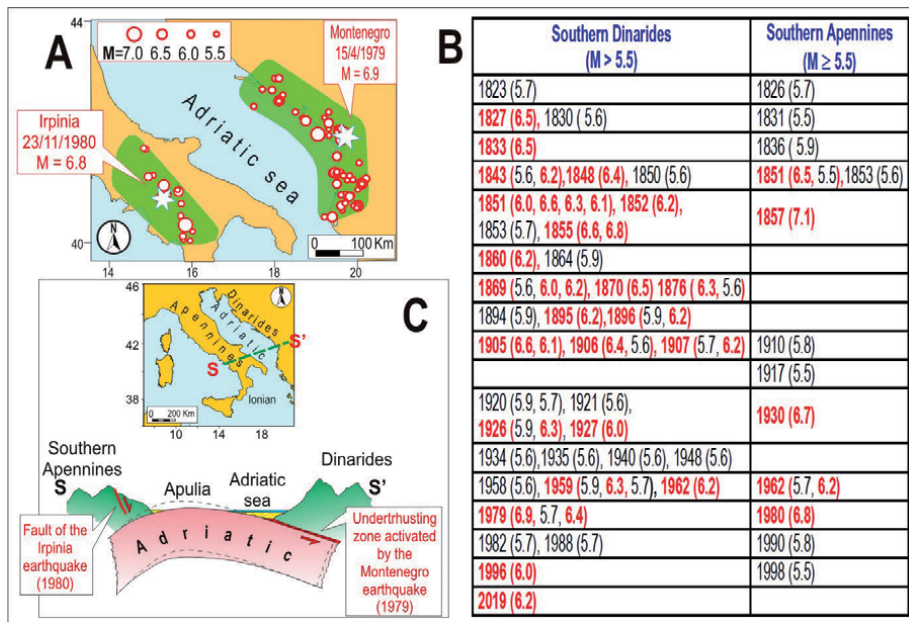 A
44
42
40
14
16
18
20
M=7.0 6.5 6.0 5.5
Montenegro
15/4/1979
M = 6.9
Irpinia
23/11/1980
M = 6.8
Adriatic sea
N
0 100 Km
B
Southern Dinarides
(M > 5.5)
Southern Apennines
(M ≥ 5.5)
1823 (5.7)
1826 (5.7)
1827 (6.5), 1830 ( 5.6)
1831 (5.5)
1833 (6.5)
1836 (5.9)
1843 (5.6, 6.2),1848 (6.4), 1850 (5.6)
1851 (6.5, 5.5),1853 (5.6)
1851 (6.0, 6.6, 6.3, 6.1), 1852 (6.2),
1853 (5.7), 1855 (6.6, 6.8)
1857 (7.1)
1860 (6.2), 1864 (5.9)
1869 (5.6, 6.0, 6.2), 1870 (6.5) 1876 ( 6.3, 5.6)
1894 (5.9), 1895 (6.2),1896 (5.9, 6.2)
1905 (6.6, 6.1), 1906 (6.4, 5.6), 1907 (5.7, 6.2)
1910 (5.8)
1917 (5.5)
1920 (5.9, 5.7), 1921 (5.6),
1926 (5.9, 6.3), 1927 (6.0)
1930 (6.7)
1934 (5.6),1935 (5.6), 1940 (5.6), 1948 (5.6)
1958 (5.6), 1959 (5.9, 6.3, 5.7), 1962 (6.2)
1962 (5.7, 6.2)
1979 (6.9, 5.7, 6.4)
1980 (6.8)
1982 (5.7), 1988 (5.7)
1990 (5.8)
1996 (6.0)
1998 (5.5)
2019 (6.2)
C
46
44
42
40
38
36
10
15
20
Apennines
Adriatic
Dinarides
N
S
S'
Ionian
0 200 Km
Southern
Apennines
S
Apulia
Adriatic
sea
Dinarides
S'
Adriatic
Fault of the
Irpinia
earthquake
(1980)
Undertrhusting
zone activated
by the
Montenegro
earthquake
(1979)